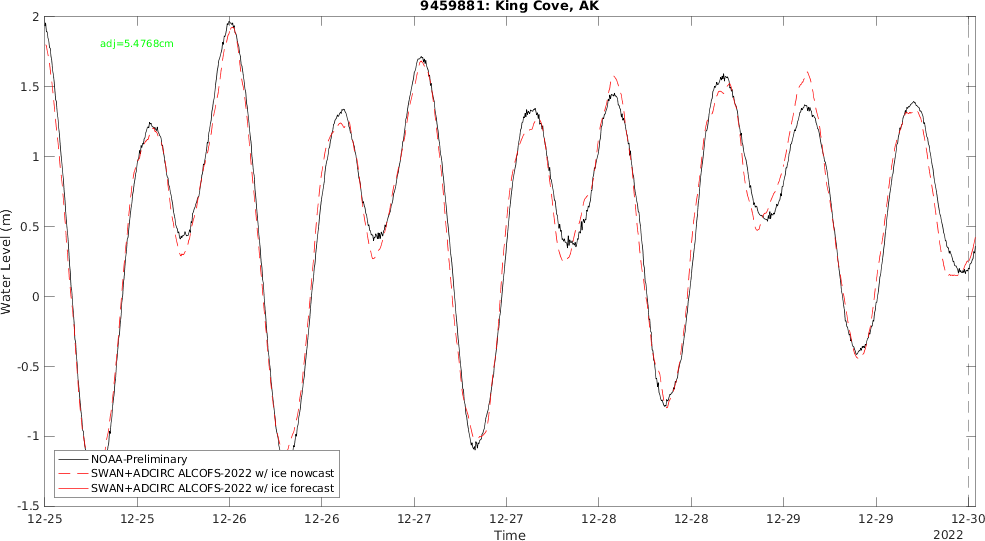 9459881: King Cove, AK
adj=5.4768cm
2
1.5
1
0.5
0
-0.5
-1
-1.5
Water Level (m)
NOAA-Preliminary
SWAN+ADCIRC ALCOFS-2022 w/ ice nowcast
SWAN+ADCIRC ALCOFS-2022 w/ ice forecast
12-25 12-25 12-26 12-26 12-27 12-27 12-28 12-28 12-29 12-29 12-30
Time
2022